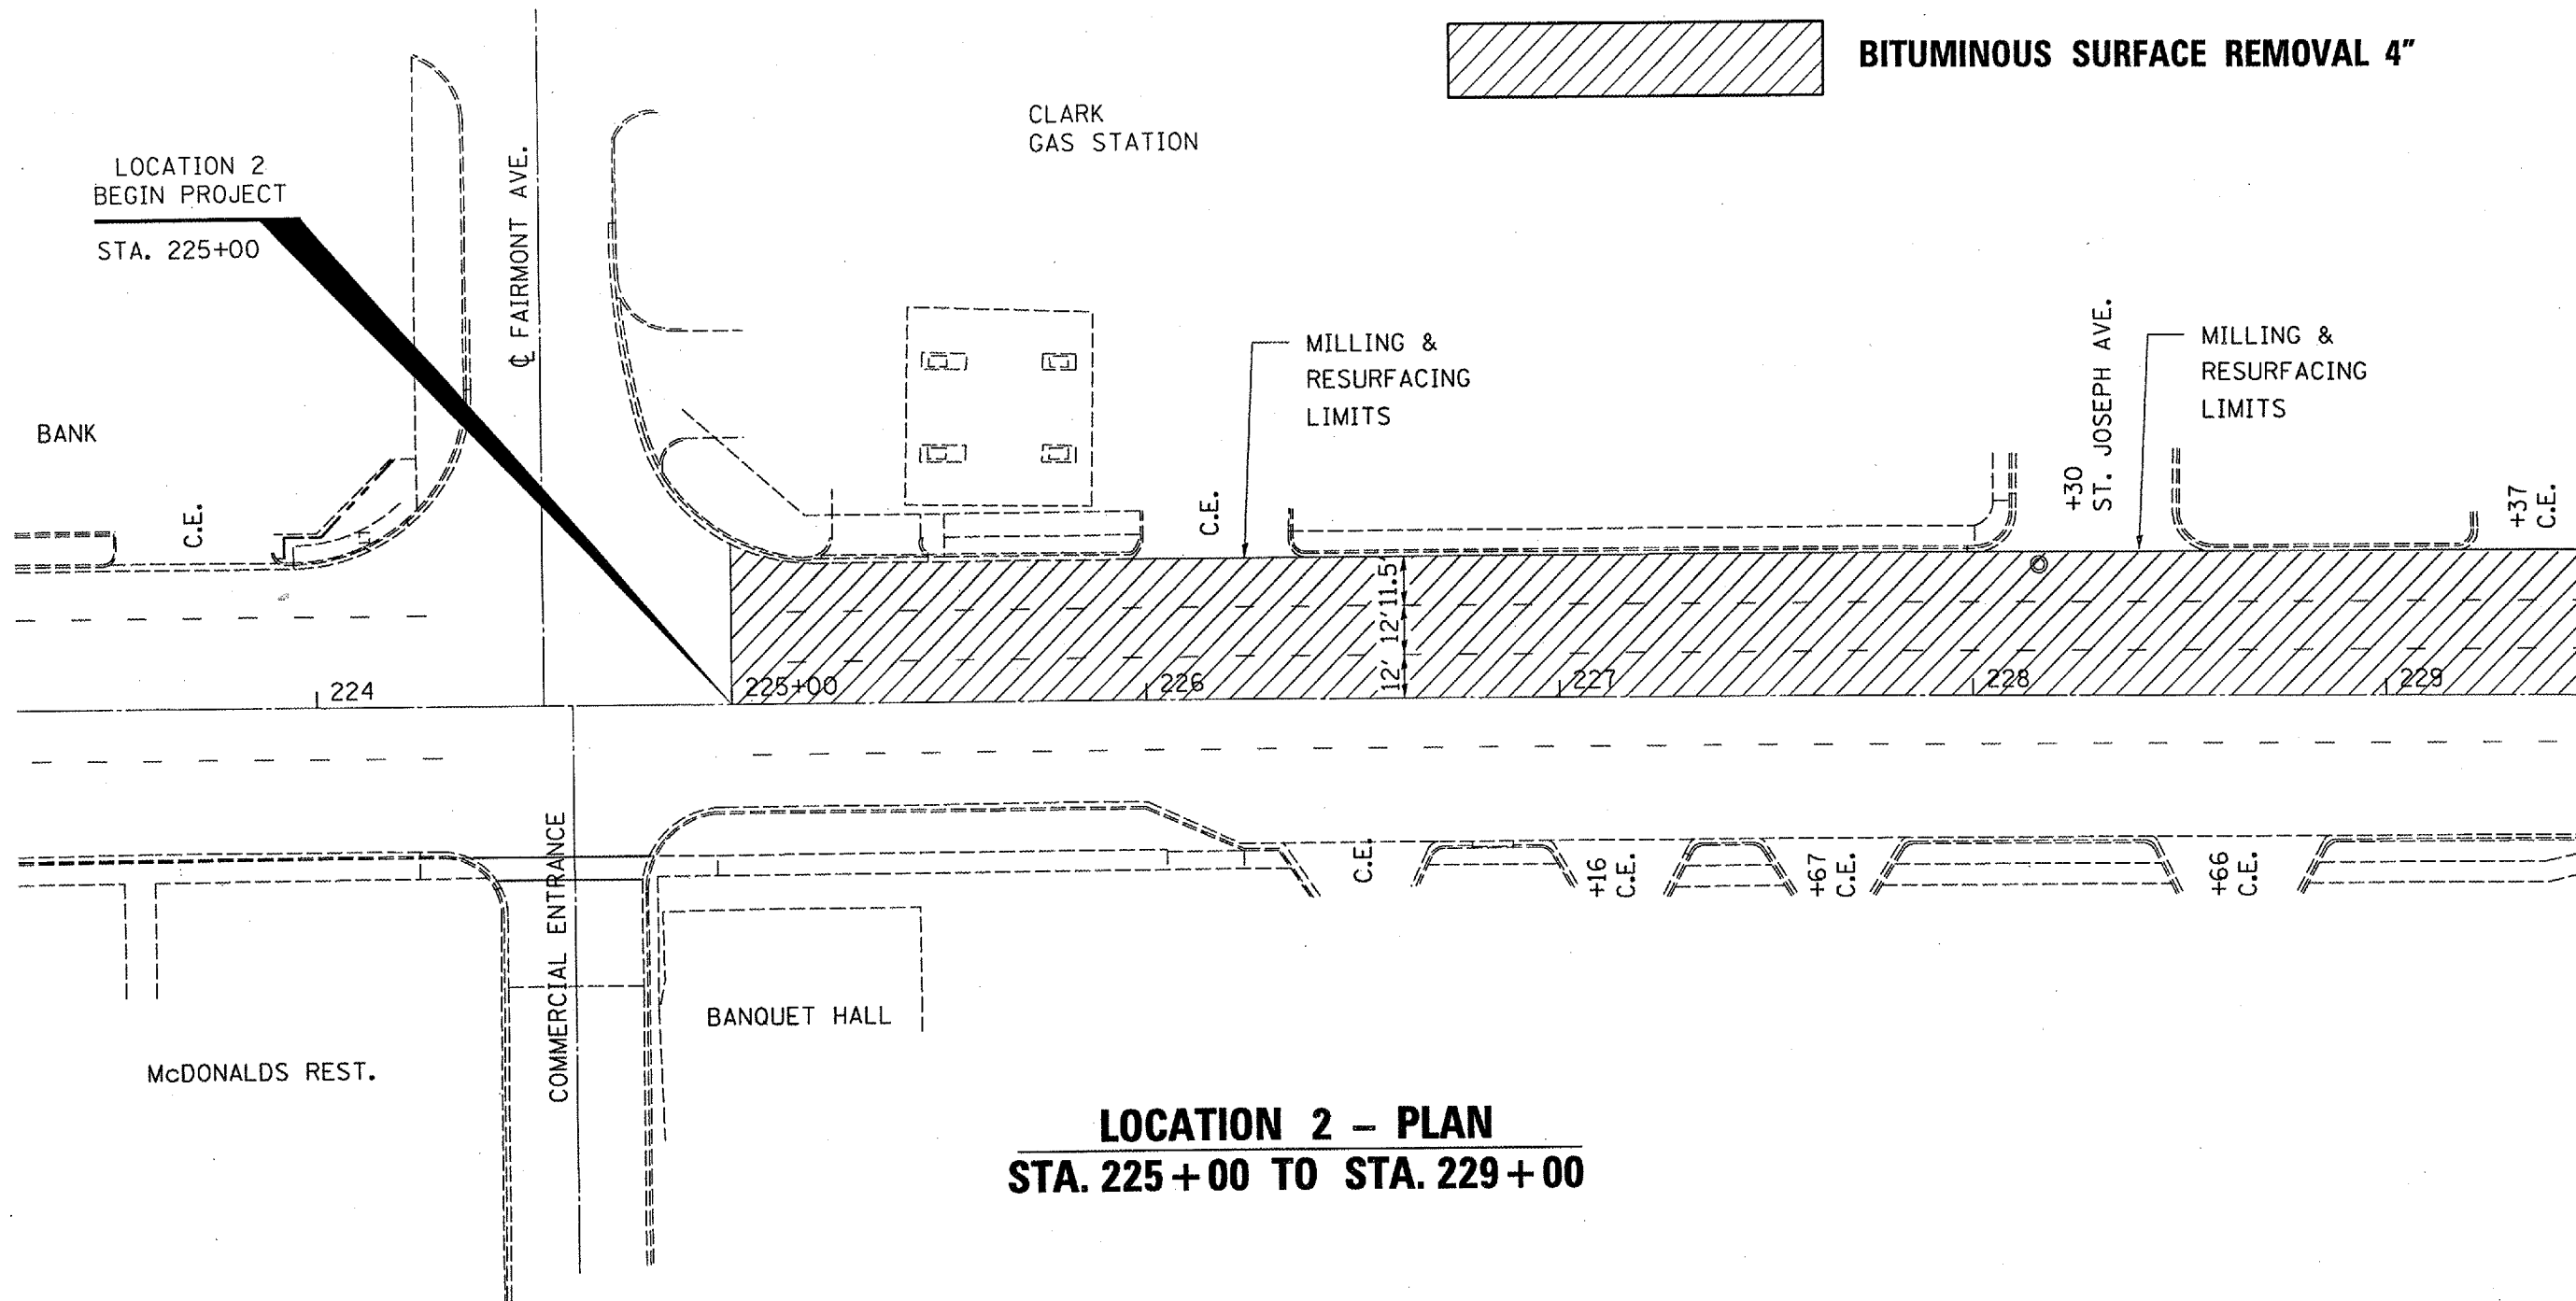 BITUMINOUS SURFACE REMOVAL 4"
CLARK
GAS STATION
LOCATION 2
BEGIN PROJECT
STA. 225+00
℄ FAIRMONT AVE.
MILLING &
RESURFACING
LIMITS
+30
ST. JOSEPH AVE.
MILLING &
RESURFACING
LIMITS
BANK
C.E.
C.E.
+37
C.E.
11.5'
12'
12'
224
225+00
226
227
228
229
COMMERCIAL ENTRANCE
C.E.
+16
C.E.
+67
C.E.
+66
C.E.
BANQUET HALL
McDONALDS REST.
LOCATION 2 – PLAN
STA. 225+00 TO STA. 229+00